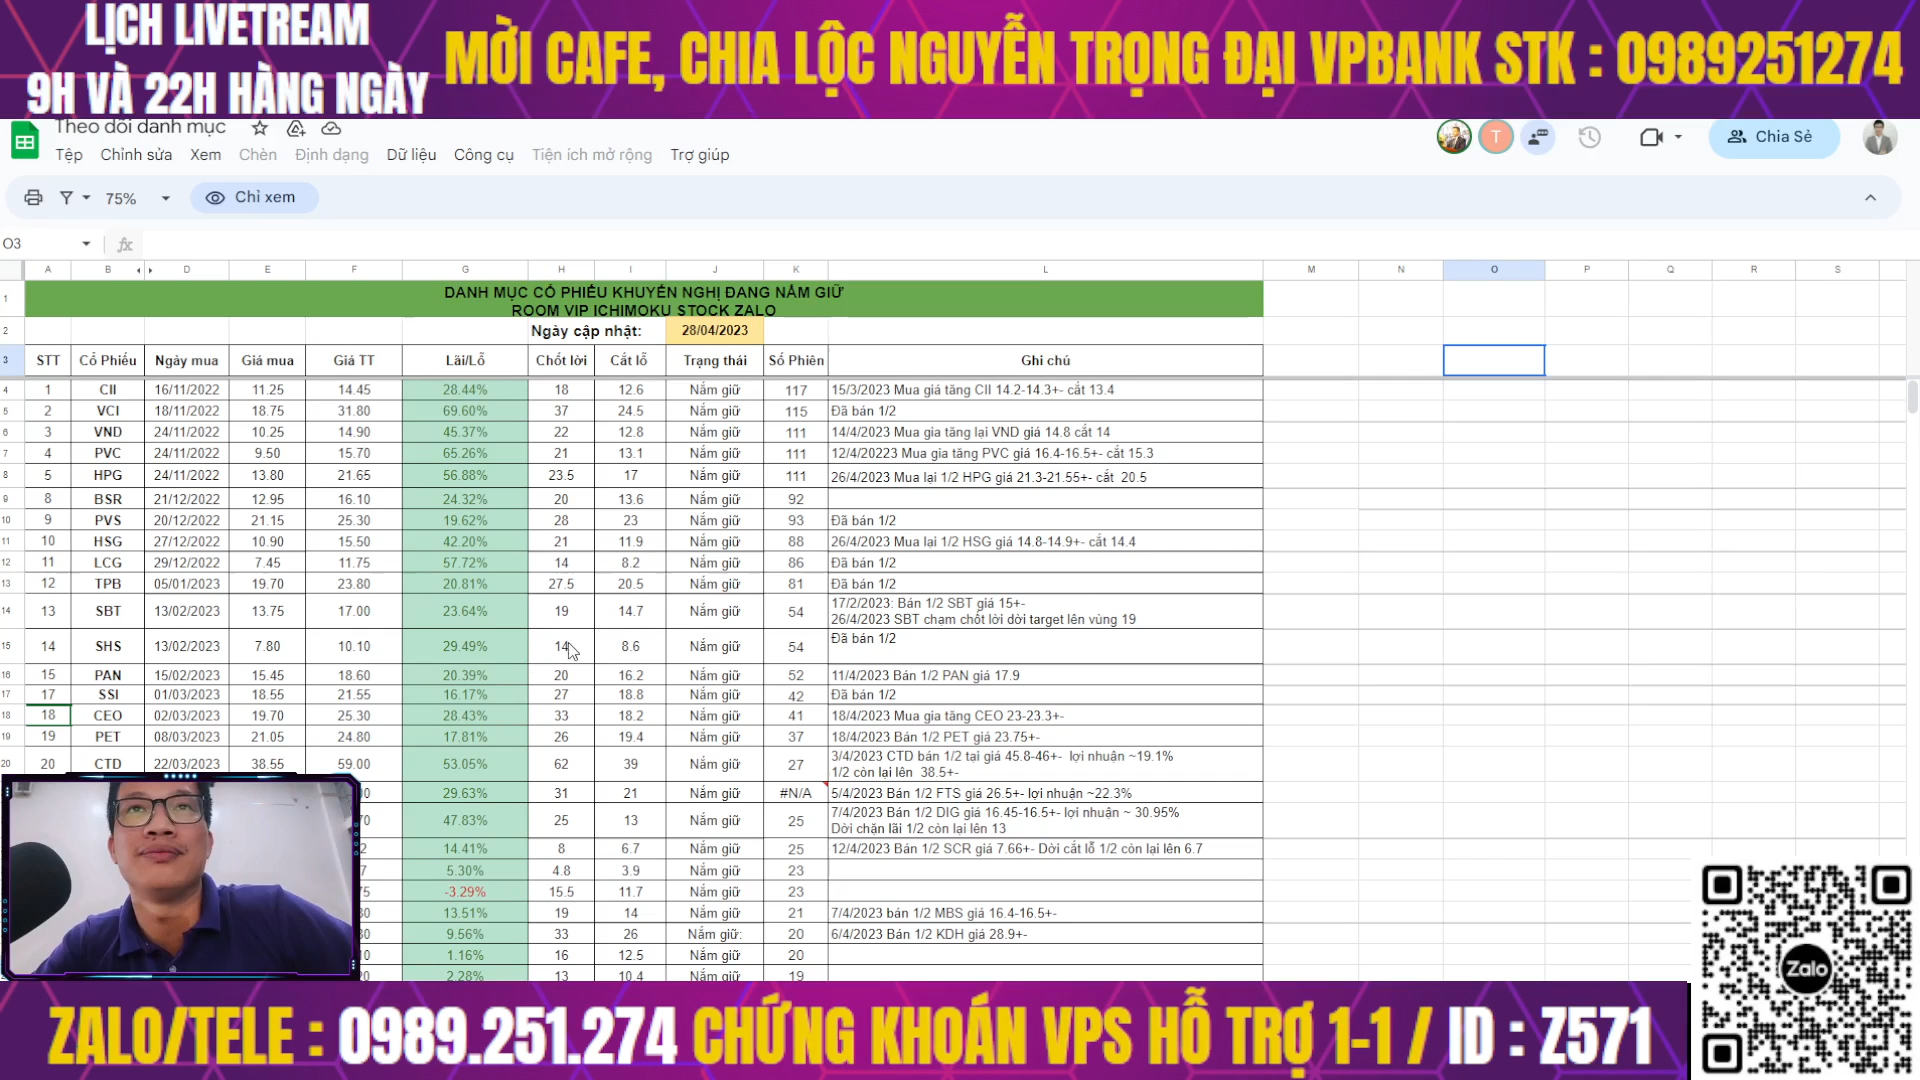 LỊCH LIVETREAM
9H VÀ 22H HÀNG NGÀY
MỜI CAFE, CHIA LỘC NGUYỄN TRỌNG ĐẠI VPBANK STK : 0989251274
Theo dõi danh mục
Tệp Chỉnh sửa Xem Chèn Định dạng Dữ liệu Công cụ Tiện ích mở rộng Trợ giúp
T
Chia Sẻ
75% Chỉ xem
O3 fx
A B D E F G H I J K L M N O P Q R S
1 DANH MỤC CỔ PHIẾU KHUYẾN NGHỊ ĐANG NẮM GIỮ
ROOM VIP ICHIMOKU STOCK ZALO
2 Ngày cập nhật: 28/04/2023
3 STT Cổ Phiếu Ngày mua Giá mua Giá TT Lãi/Lỗ Chốt lời Cắt lỗ Trạng thái Số Phiên Ghi chú
4 1 CII 16/11/2022 11.25 14.45 28.44% 18 12.6 Nắm giữ 117 15/3/2023 Mua giá tăng CII 14.2-14.3+- cắt 13.4
5 2 VCI 18/11/2022 18.75 31.80 69.60% 37 24.5 Nắm giữ 115 Đã bán 1/2
6 3 VND 24/11/2022 10.25 14.90 45.37% 22 12.8 Nắm giữ 111 14/4/2023 Mua gia tăng lại VND giá 14.8 cắt 14
7 4 PVC 24/11/2022 9.50 15.70 65.26% 21 13.1 Nắm giữ 111 12/4/20223 Mua gia tăng PVC giá 16.4-16.5+- cắt 15.3
8 5 HPG 24/11/2022 13.80 21.65 56.88% 23.5 17 Nắm giữ 111 26/4/2023 Mua lại 1/2 HPG giá 21.3-21.55+- cắt 20.5
9 8 BSR 21/12/2022 12.95 16.10 24.32% 20 13.6 Nắm giữ 92
10 9 PVS 20/12/2022 21.15 25.30 19.62% 28 23 Nắm giữ 93 Đã bán 1/2
11 10 HSG 27/12/2022 10.90 15.50 42.20% 21 11.9 Nắm giữ 88 26/4/2023 Mua lại 1/2 HSG giá 14.8-14.9+- cắt 14.4
12 11 LCG 29/12/2022 7.45 11.75 57.72% 14 8.2 Nắm giữ 86 Đã bán 1/2
13 12 TPB 05/01/2023 19.70 23.80 20.81% 27.5 20.5 Nắm giữ 81 Đã bán 1/2
14 13 SBT 13/02/2023 13.75 17.00 23.64% 19 14.7 Nắm giữ 54 17/2/2023: Bán 1/2 SBT giá 15+-
26/4/2023 SBT chạm chốt lời dời target lên vùng 19
15 14 SHS 13/02/2023 7.80 10.10 29.49% 14 8.6 Nắm giữ 54 Đã bán 1/2
16 15 PAN 15/02/2023 15.45 18.60 20.39% 20 16.2 Nắm giữ 52 11/4/2023 Bán 1/2 PAN giá 17.9
17 17 SSI 01/03/2023 18.55 21.55 16.17% 27 18.8 Nắm giữ 42 Đã bán 1/2
18 18 CEO 02/03/2023 19.70 25.30 28.43% 33 18.2 Nắm giữ 41 18/4/2023 Mua gia tăng CEO 23-23.3+-
19 19 PET 08/03/2023 21.05 24.80 17.81% 26 19.4 Nắm giữ 37 18/4/2023 Bán 1/2 PET giá 23.75+-
20 20 CTD 22/03/2023 38.55 59.00 53.05% 62 39 Nắm giữ 27 3/4/2023 CTD bán 1/2 tại giá 45.8-46+- lợi nhuận ~19.1%
1/2 còn lại lên 38.5+-
29.63% 31 21 Nắm giữ #N/A 5/4/2023 Bán 1/2 FTS giá 26.5+- lợi nhuận ~22.3%
47.83% 25 13 Nắm giữ 25 7/4/2023 Bán 1/2 DIG giá 16.45-16.5+- lợi nhuận ~ 30.95%
Dời chặn lãi 1/2 còn lại lên 13
14.41% 8 6.7 Nắm giữ 25 12/4/2023 Bán 1/2 SCR giá 7.66+- Dời cắt lỗ 1/2 còn lại lên 6.7
5.30% 4.8 3.9 Nắm giữ 23
-3.29% 15.5 11.7 Nắm giữ 23
13.51% 19 14 Nắm giữ 21 7/4/2023 bán 1/2 MBS giá 16.4-16.5+-
9.56% 33 26 Nắm giữ: 20 6/4/2023 Bán 1/2 KDH giá 28.9+-
1.16% 16 12.5 Nắm giữ 20
2.28% 13 10.4 Nắm giữ 19
Zalo
ZALO/TELE : 0989.251.274 CHỨNG KHOÁN VPS HỖ TRỢ 1-1 / ID : Z571